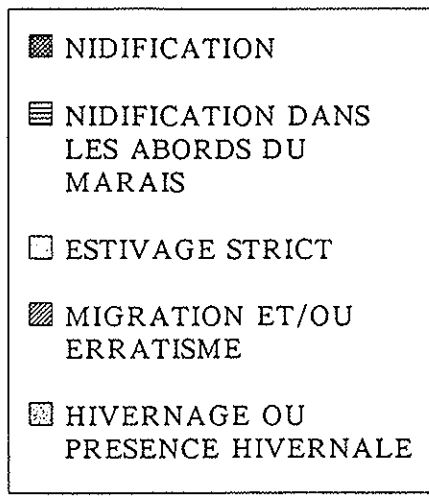 NIDIFICATION
NIDIFICATION DANS
LES ABORDS DU
MARAIS
ESTIVAGE STRICT
MIGRATION ET/OU
ERRATISME
HIVERNAGE OU
PRESENCE HIVERNALE